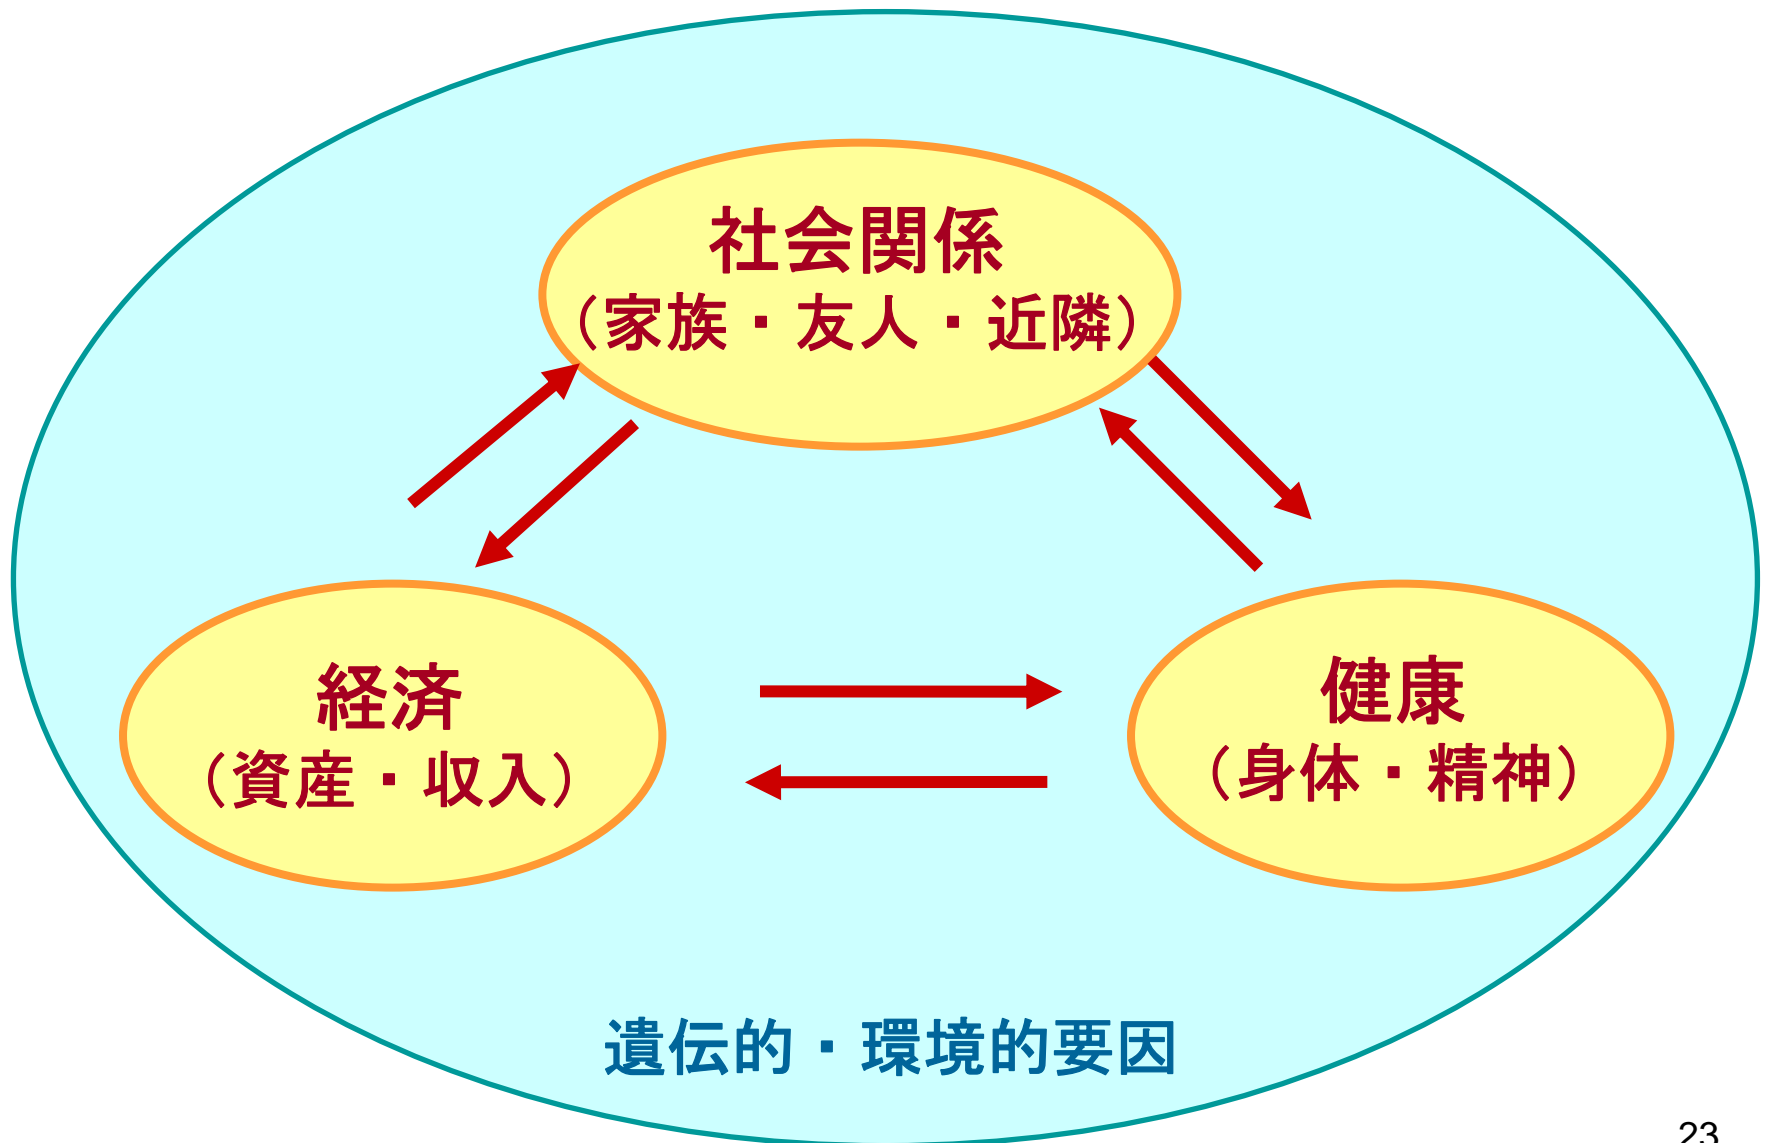 社会関係
（家族・友人・近隣）
経済
（資産・収入）
健康
（身体・精神）
遺伝的・環境的要因
23